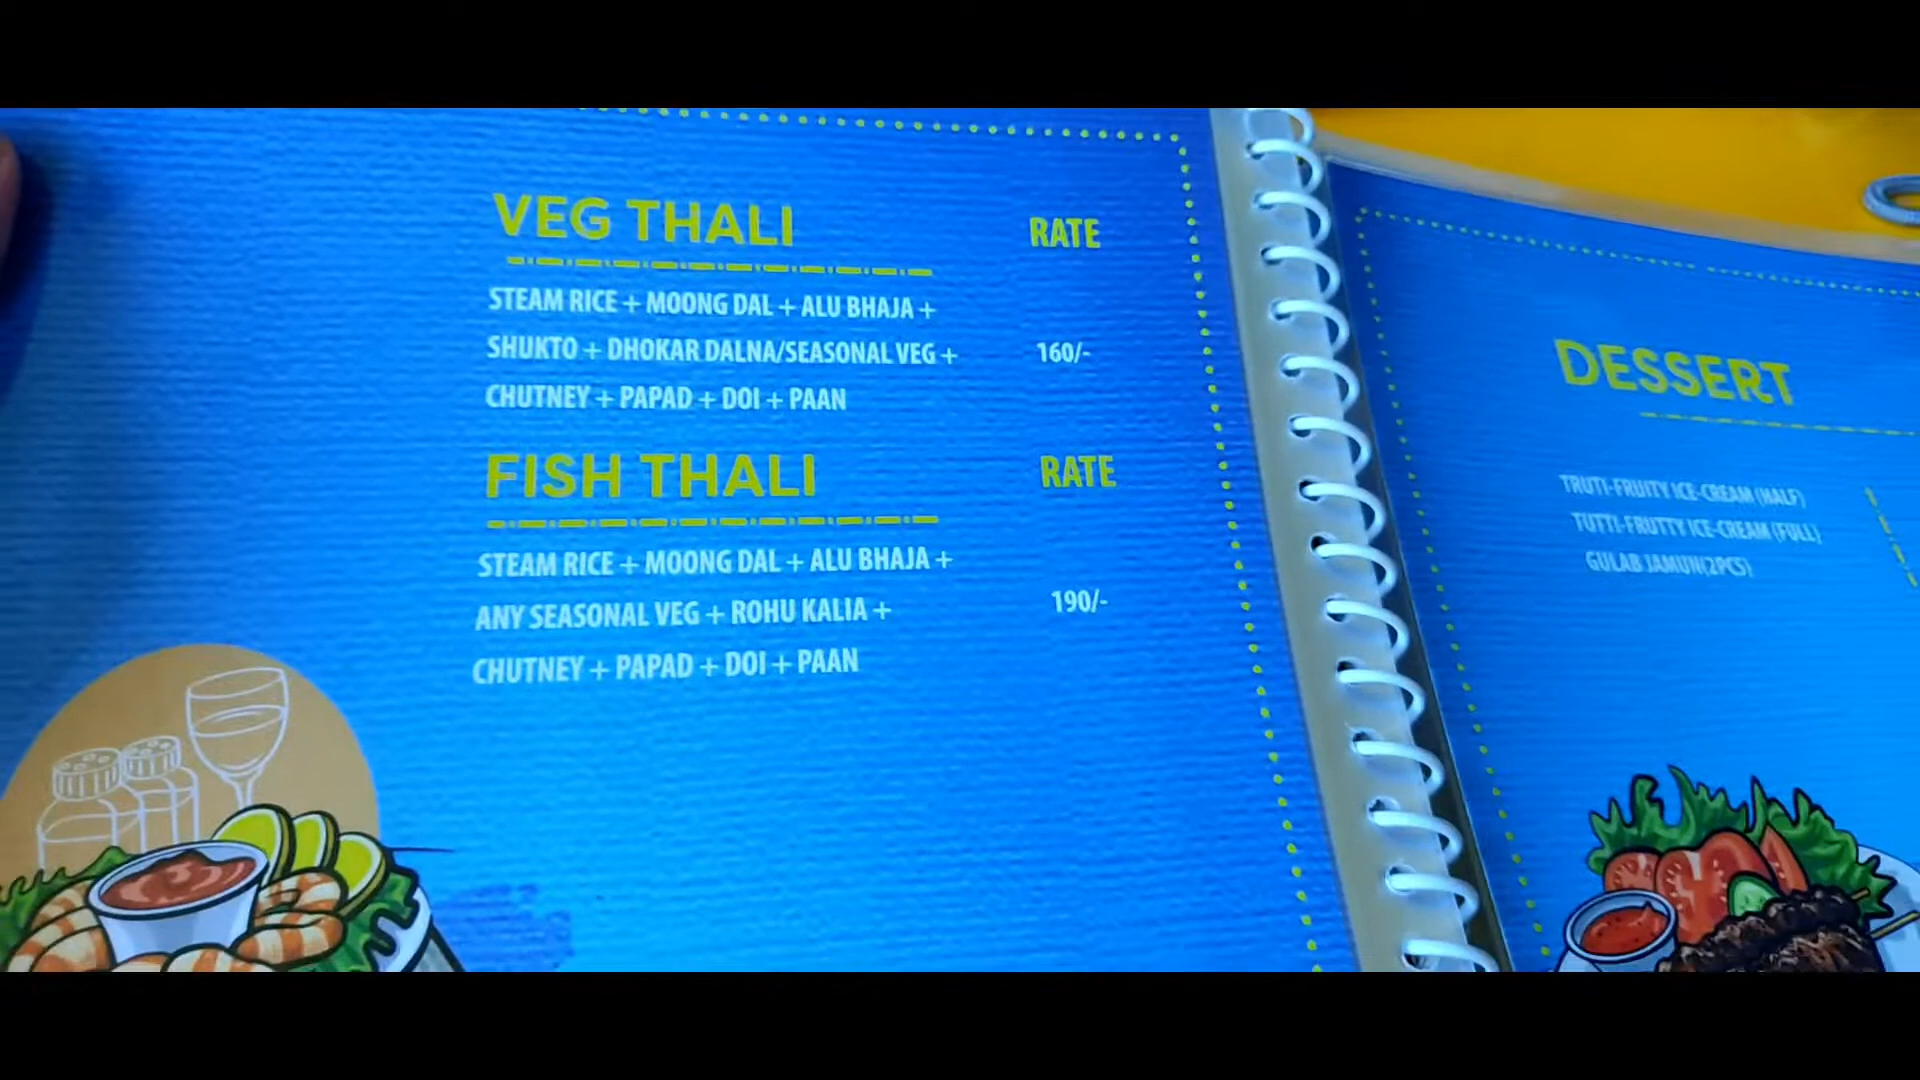 VEG THALI
RATE
STEAM RICE + MOONG DAL + ALU BHAJA +
SHUKTO + DHOKAR DALNA/SEASONAL VEG +
160/-
CHUTNEY + PAPAD + DOI + PAAN
FISH THALI
RATE
STEAM RICE + MOONG DAL + ALU BHAJA +
ANY SEASONAL VEG + ROHU KALIA +
190/-
CHUTNEY + PAPAD + DOI + PAAN
DESSERT
TRUTI-FRUITY ICE-CREAM (HALF)
TUTTI-FRUTTY ICE-CREAM (FULL)
GULAB JAMUN(2PCS)